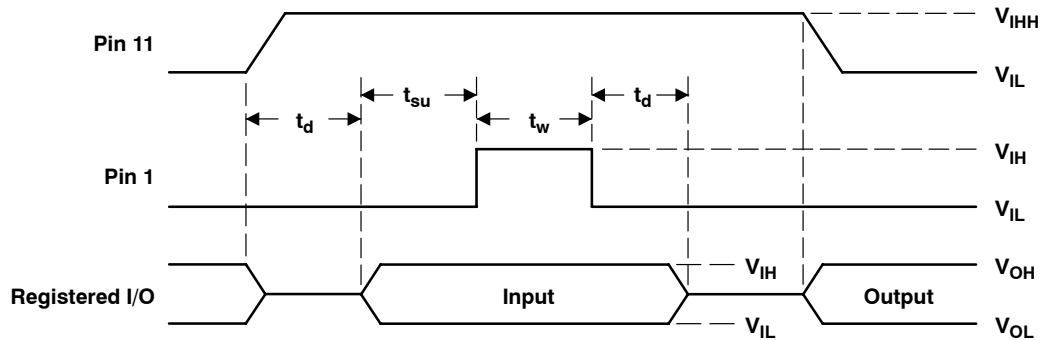 Pin 11
V_IHH
V_IL
t_d
t_su
t_w
t_d
Pin 1
V_IH
V_IL
Registered I/O
Input
V_IH
V_IL
Output
V_OH
V_OL